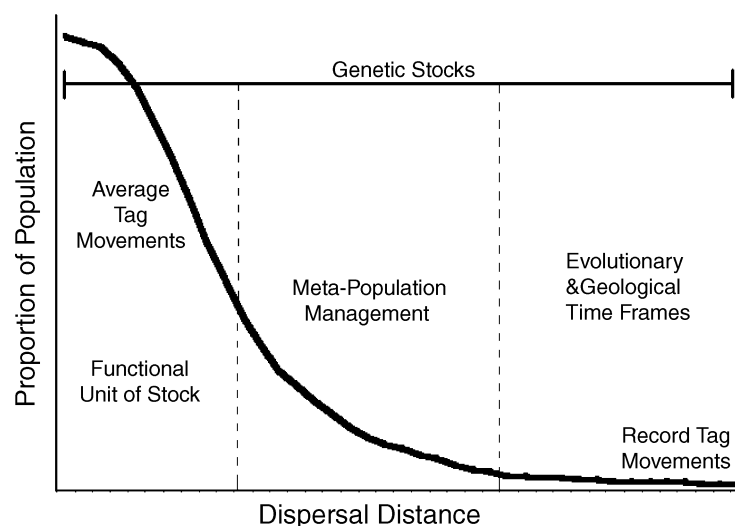 Genetic Stocks
Proportion of Population
Average
Tag
Movements
Functional
Unit of Stock
Meta-Population
Management
Evolutionary
&Geological
Time Frames
Record Tag
Movements
Dispersal Distance